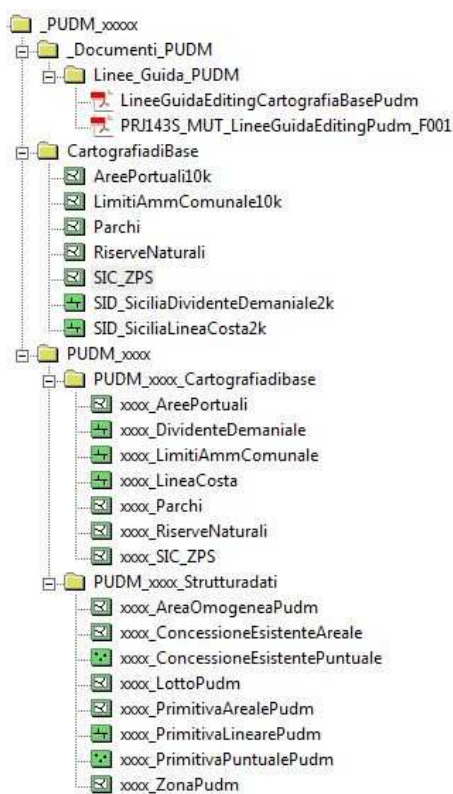 _PUDM_xxxxx
_Documenti_PUDM
Linee_Guida_PUDM
LineeGuidaEditingCartografiaBasePudm
PRJ143S_MUT_LineeGuidaEditingPudm_F001
CartografiadiBase
AreePortuali10k
LimitiAmmComunale10k
Parchi
RiserveNaturali
SIC_ZPS
SID_SiciliaDividenteDemaniale2k
SID_SiciliaLineaCosta2k
PUDM_xxxx
PUDM_xxxx_Cartografiadibase
xxxx_AreePortuali
xxxx_DividenteDemaniale
xxxx_LimitiAmmComunale
xxxx_LineaCosta
xxxx_Parchi
xxxx_RiserveNaturali
xxxx_SIC_ZPS
PUDM_xxxx_Strutturadati
xxxx_AreaOmogeneaPudm
xxxx_ConcessioneEsistenteAreale
xxxx_ConcessioneEsistentePuntuale
xxxx_LottoPudm
xxxx_PrimitivaArealePudm
xxxx_PrimitivaLinearePudm
xxxx_PrimitivaPuntualePudm
xxxx_ZonaPudm